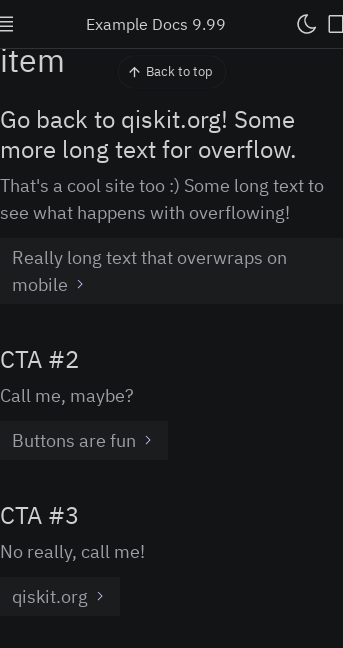 Example Docs 9.99
item
Back to top
Go back to qiskit.org! Some
more long text for overflow.
That's a cool site too :) Some long text to
see what happens with overflowing!
Really long text that overwraps on
mobile
CTA #2
Call me, maybe?
Buttons are fun
CTA #3
No really, call me!
qiskit.org